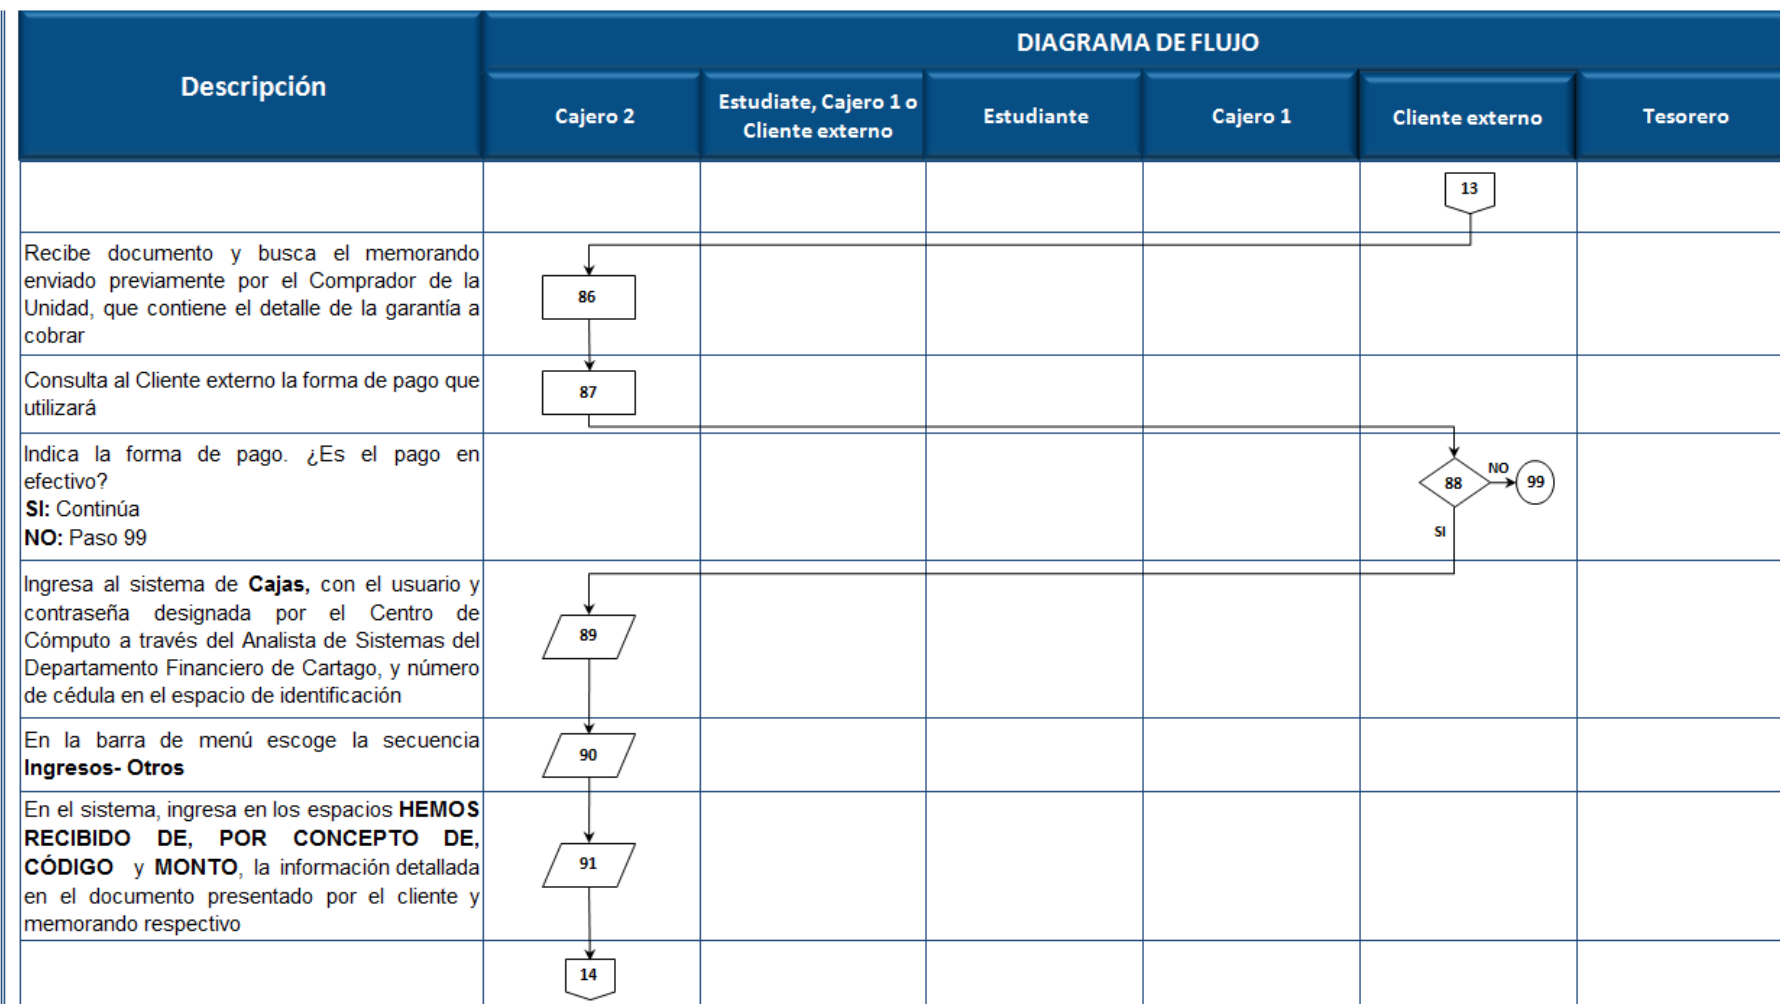 Descripción
DIAGRAMA DE FLUJO
Cajero 2
Estudiate, Cajero 1 o
Cliente externo
Estudiante
Cajero 1
Cliente externo
Tesorero
13
Recibe documento y busca el memorando
enviado previamente por el Comprador de la
Unidad, que contiene el detalle de la garantía a
cobrar
86
Consulta al Cliente externo la forma de pago que
utilizará
87
Indica la forma de pago. ¿Es el pago en
efectivo?
SI: Continúa
NO: Paso 99
88
NO
99
SI
Ingresa al sistema de Cajas, con el usuario y
contraseña designada por el Centro de
Cómputo a través del Analista de Sistemas del
Departamento Financiero de Cartago, y número
de cédula en el espacio de identificación
89
En la barra de menú escoge la secuencia
Ingresos- Otros
90
En el sistema, ingresa en los espacios HEMOS
RECIBIDO DE, POR CONCEPTO DE,
CÓDIGO y MONTO, la información detallada
en el documento presentado por el cliente y
memorando respectivo
91
14